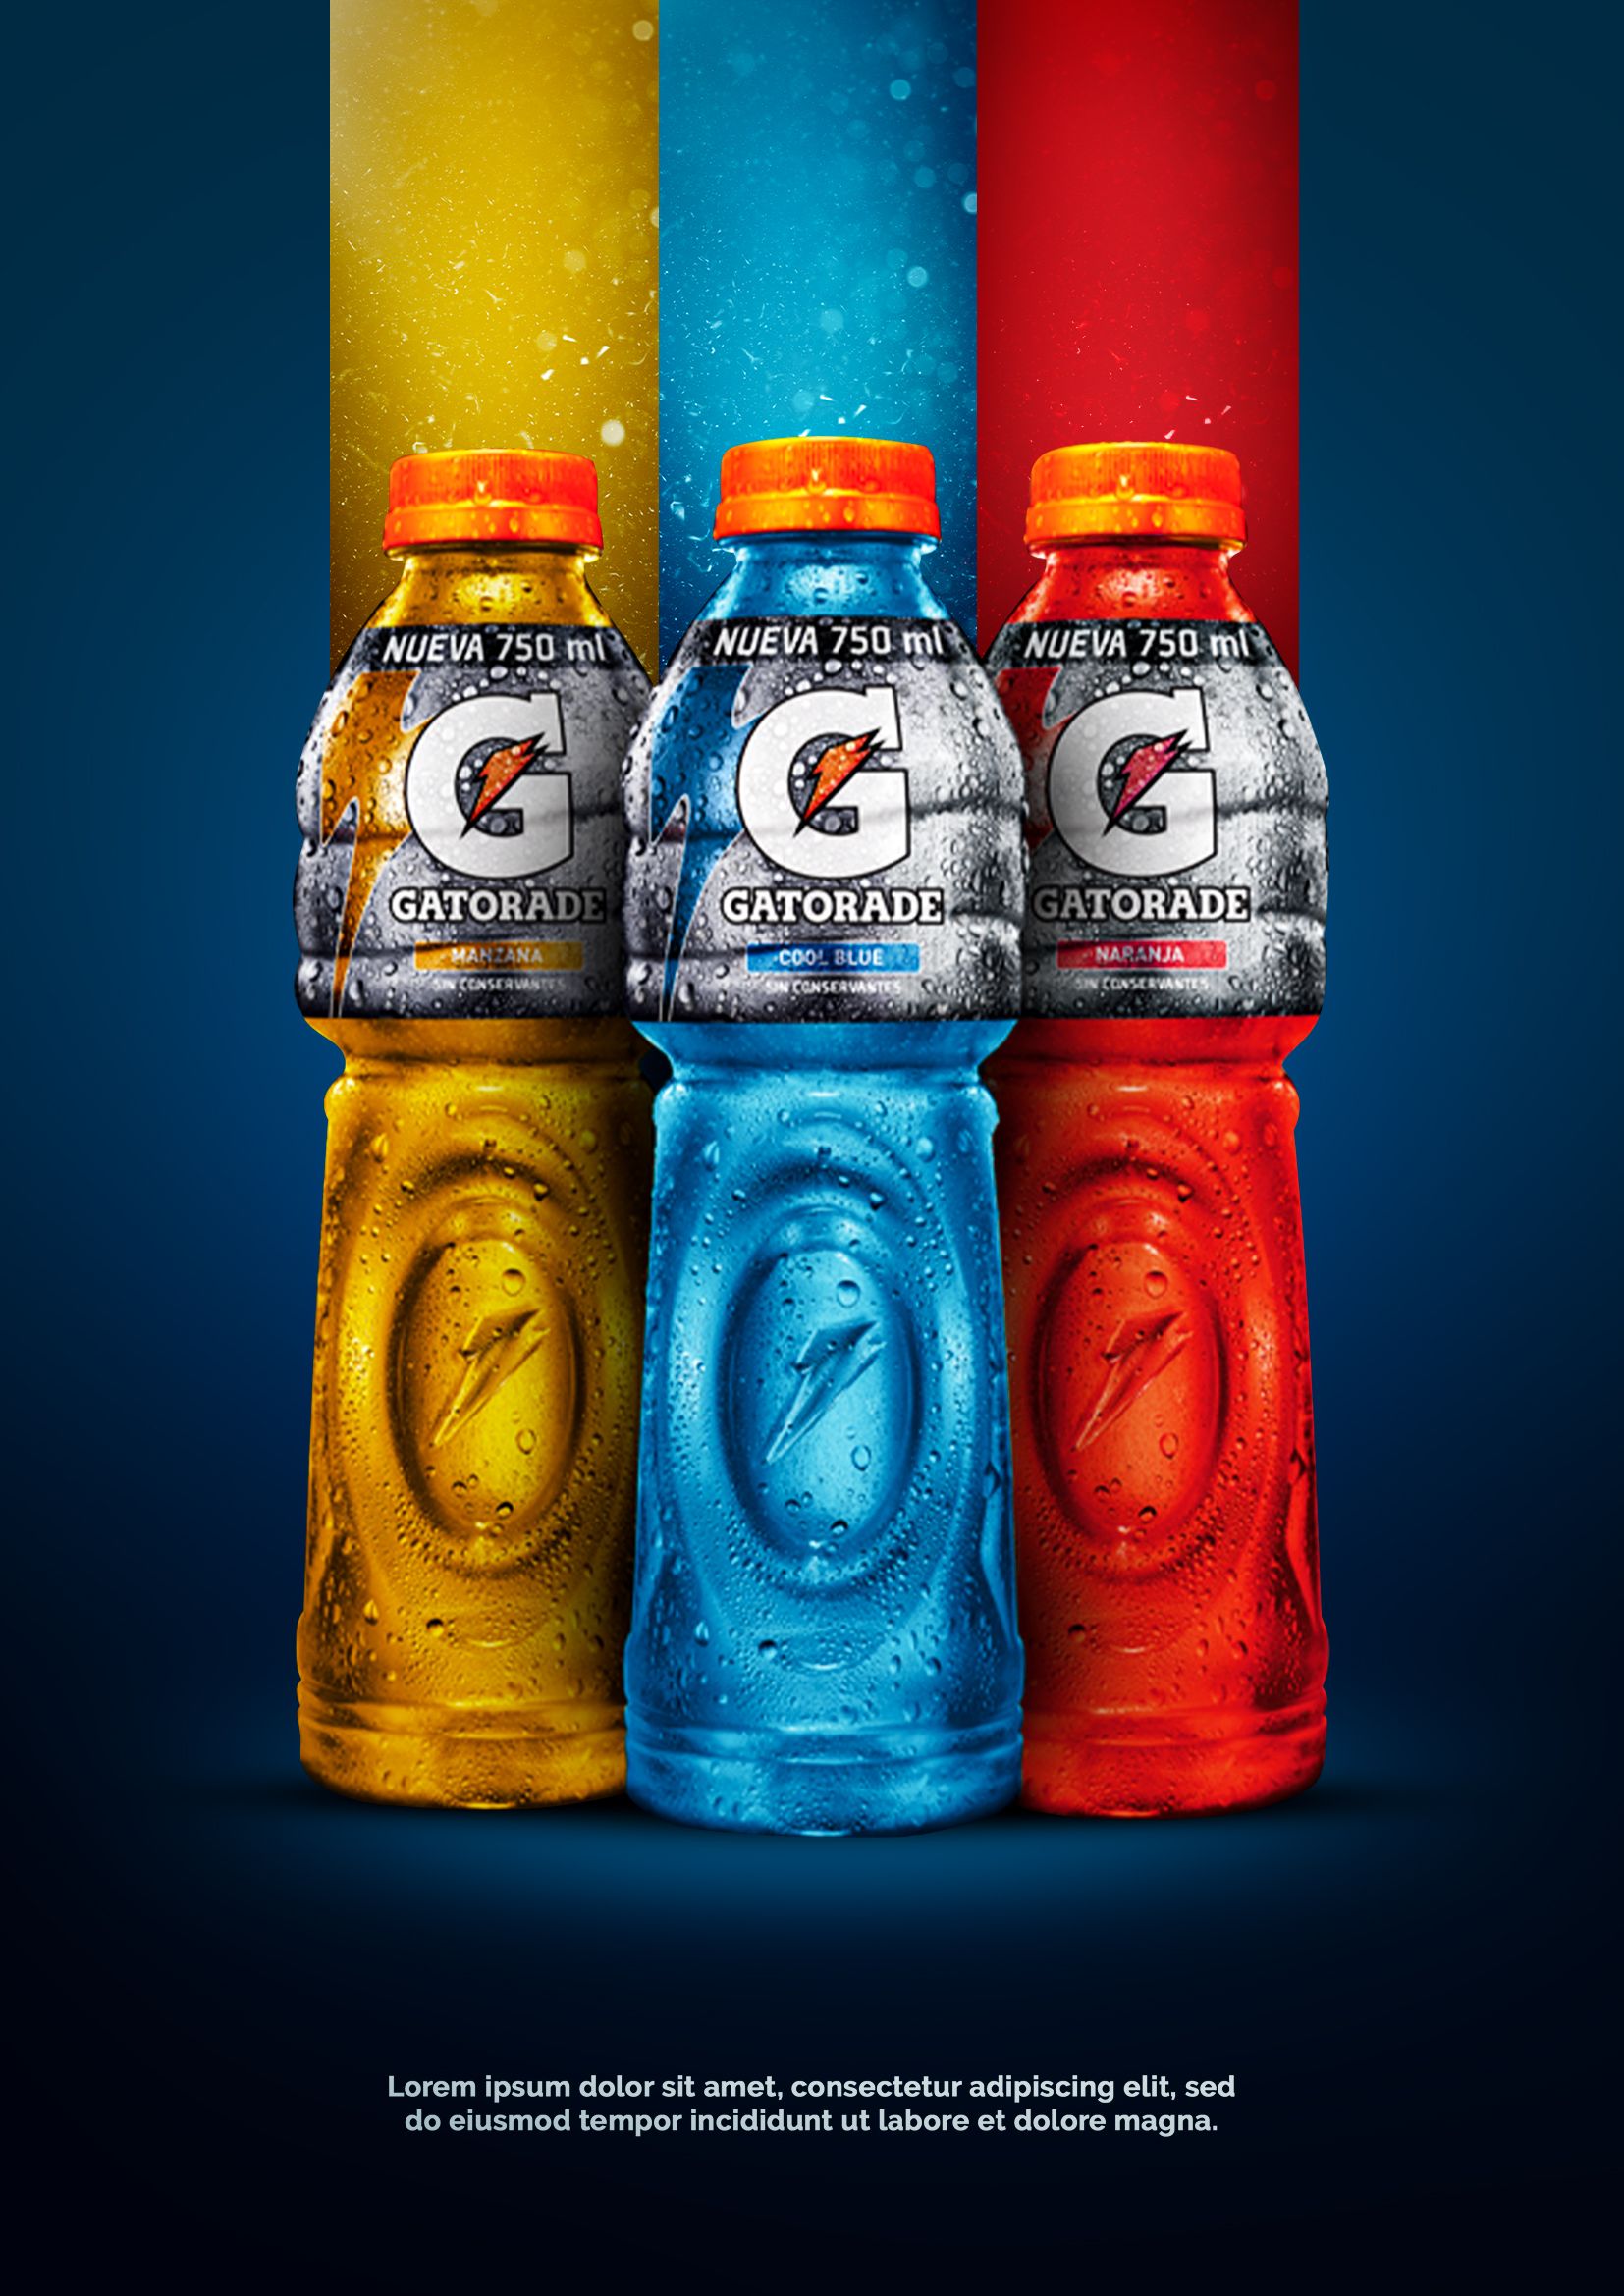 NUEVA 750 ml
G
GATORADE
MANZANA
SIN CONSERVANTES
NUEVA 750 ml
G
GATORADE
COOL BLUE
SIN CONSERVANTES
NUEVA 750 ml
G
GATORADE
NARANJA
SIN CONSERVANTES
Lorem ipsum dolor sit amet, consectetur adipiscing elit, sed
do eiusmod tempor incididunt ut labore et dolore magna.